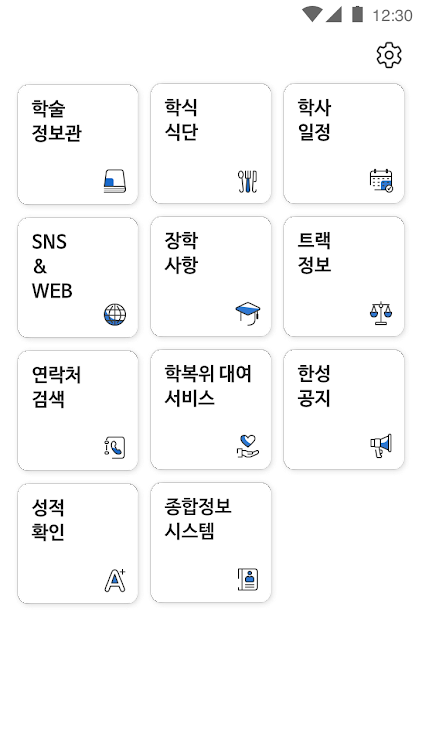 12:30
학술
정보관
학식
식단
학사
일정
SNS
&
WEB
장학
사항
트랙
정보
연락처
검색
학복위 대여
서비스
한성
공지
성적
확인
A+
종합정보
시스템